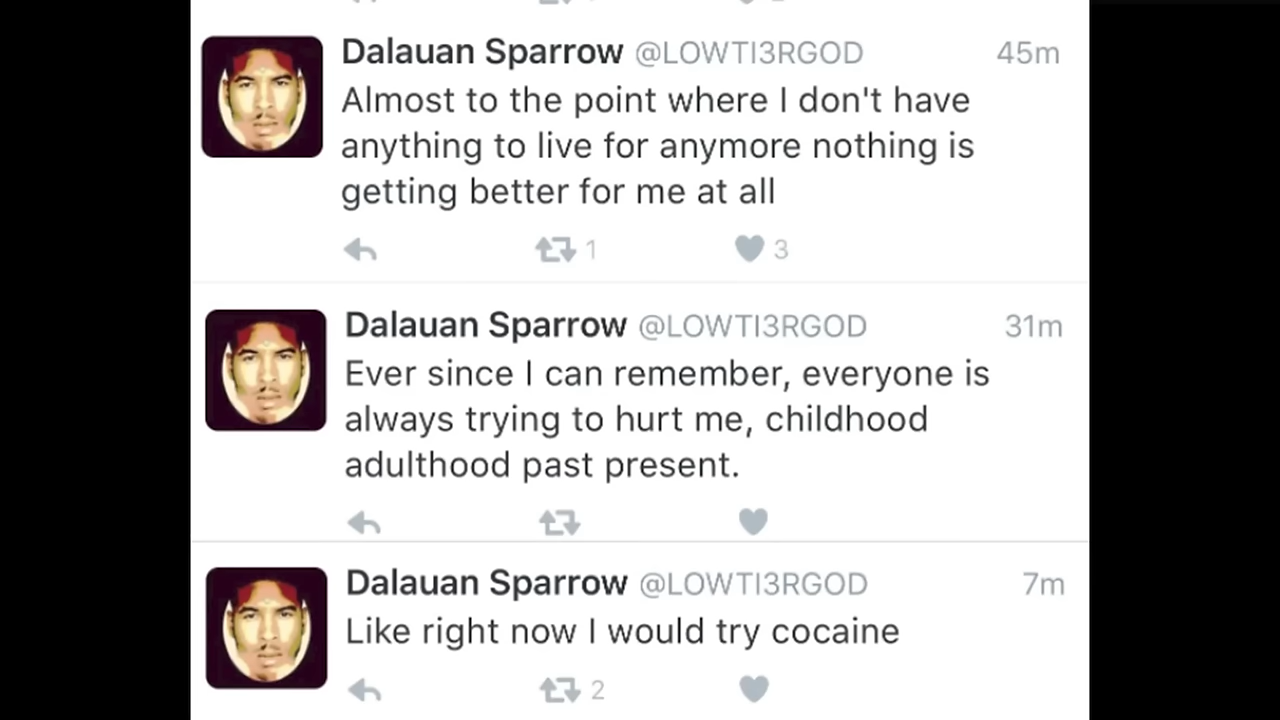 Dalauan Sparrow @LOWTI3RGOD 45m
Almost to the point where I don't have
anything to live for anymore nothing is
getting better for me at all
1 3
Dalauan Sparrow @LOWTI3RGOD 31m
Ever since I can remember, everyone is
always trying to hurt me, childhood
adulthood past present.
Dalauan Sparrow @LOWTI3RGOD 7m
Like right now I would try cocaine
2